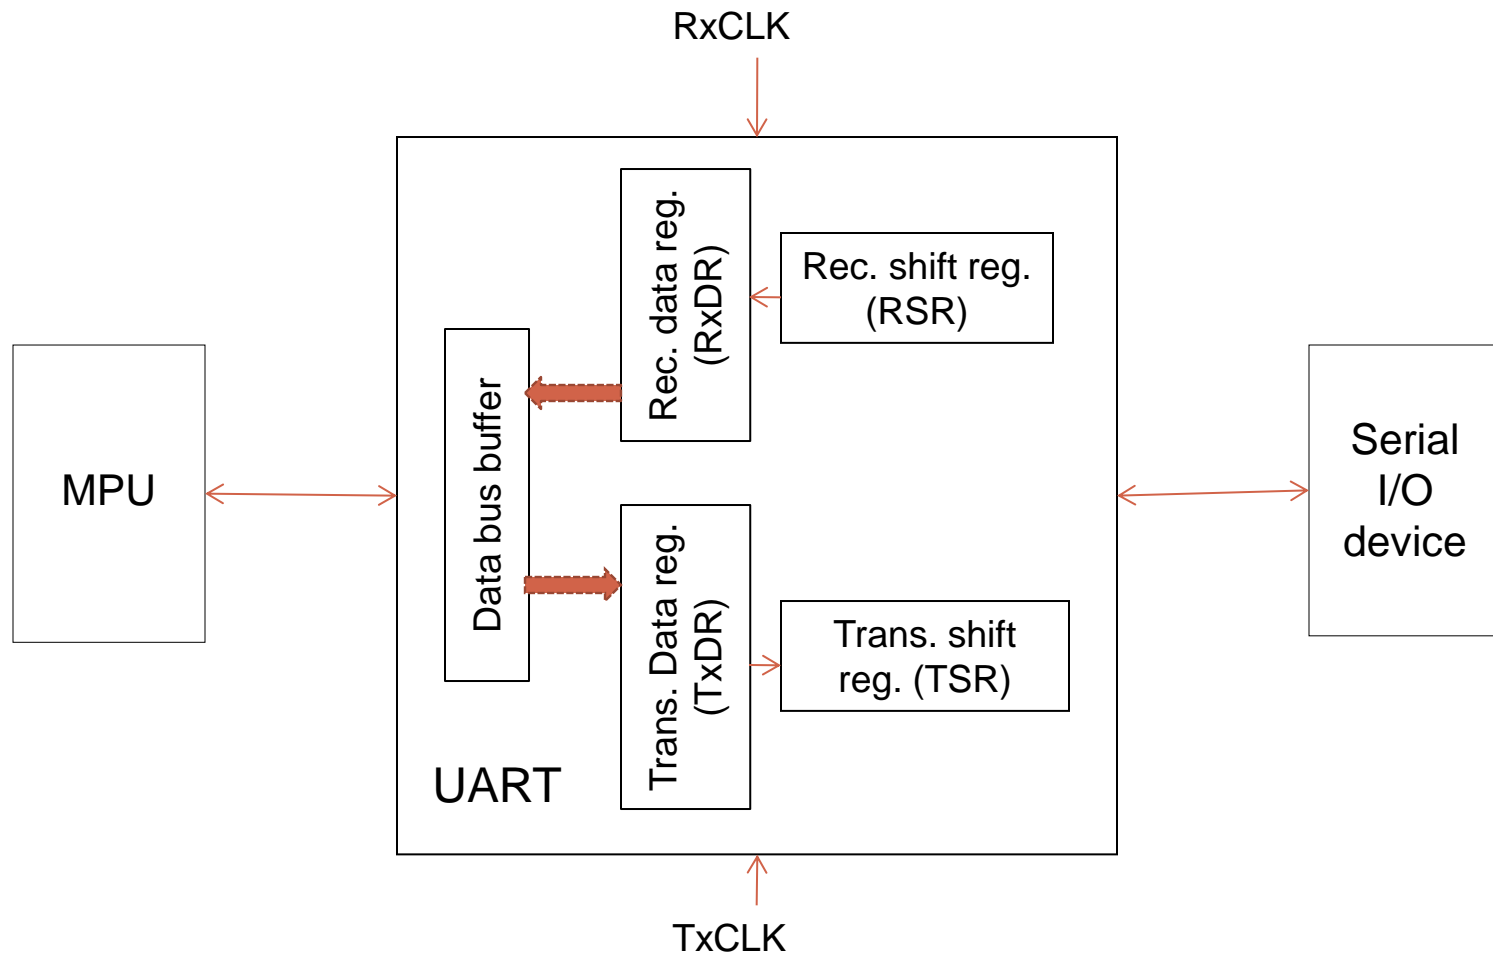 RxCLK
Rec. data reg.
(RxDR)
Rec. shift reg.
(RSR)
MPU
Data bus buffer
Serial
I/O
device
Trans. Data reg.
(TxDR)
Trans. shift
reg. (TSR)
UART
TxCLK